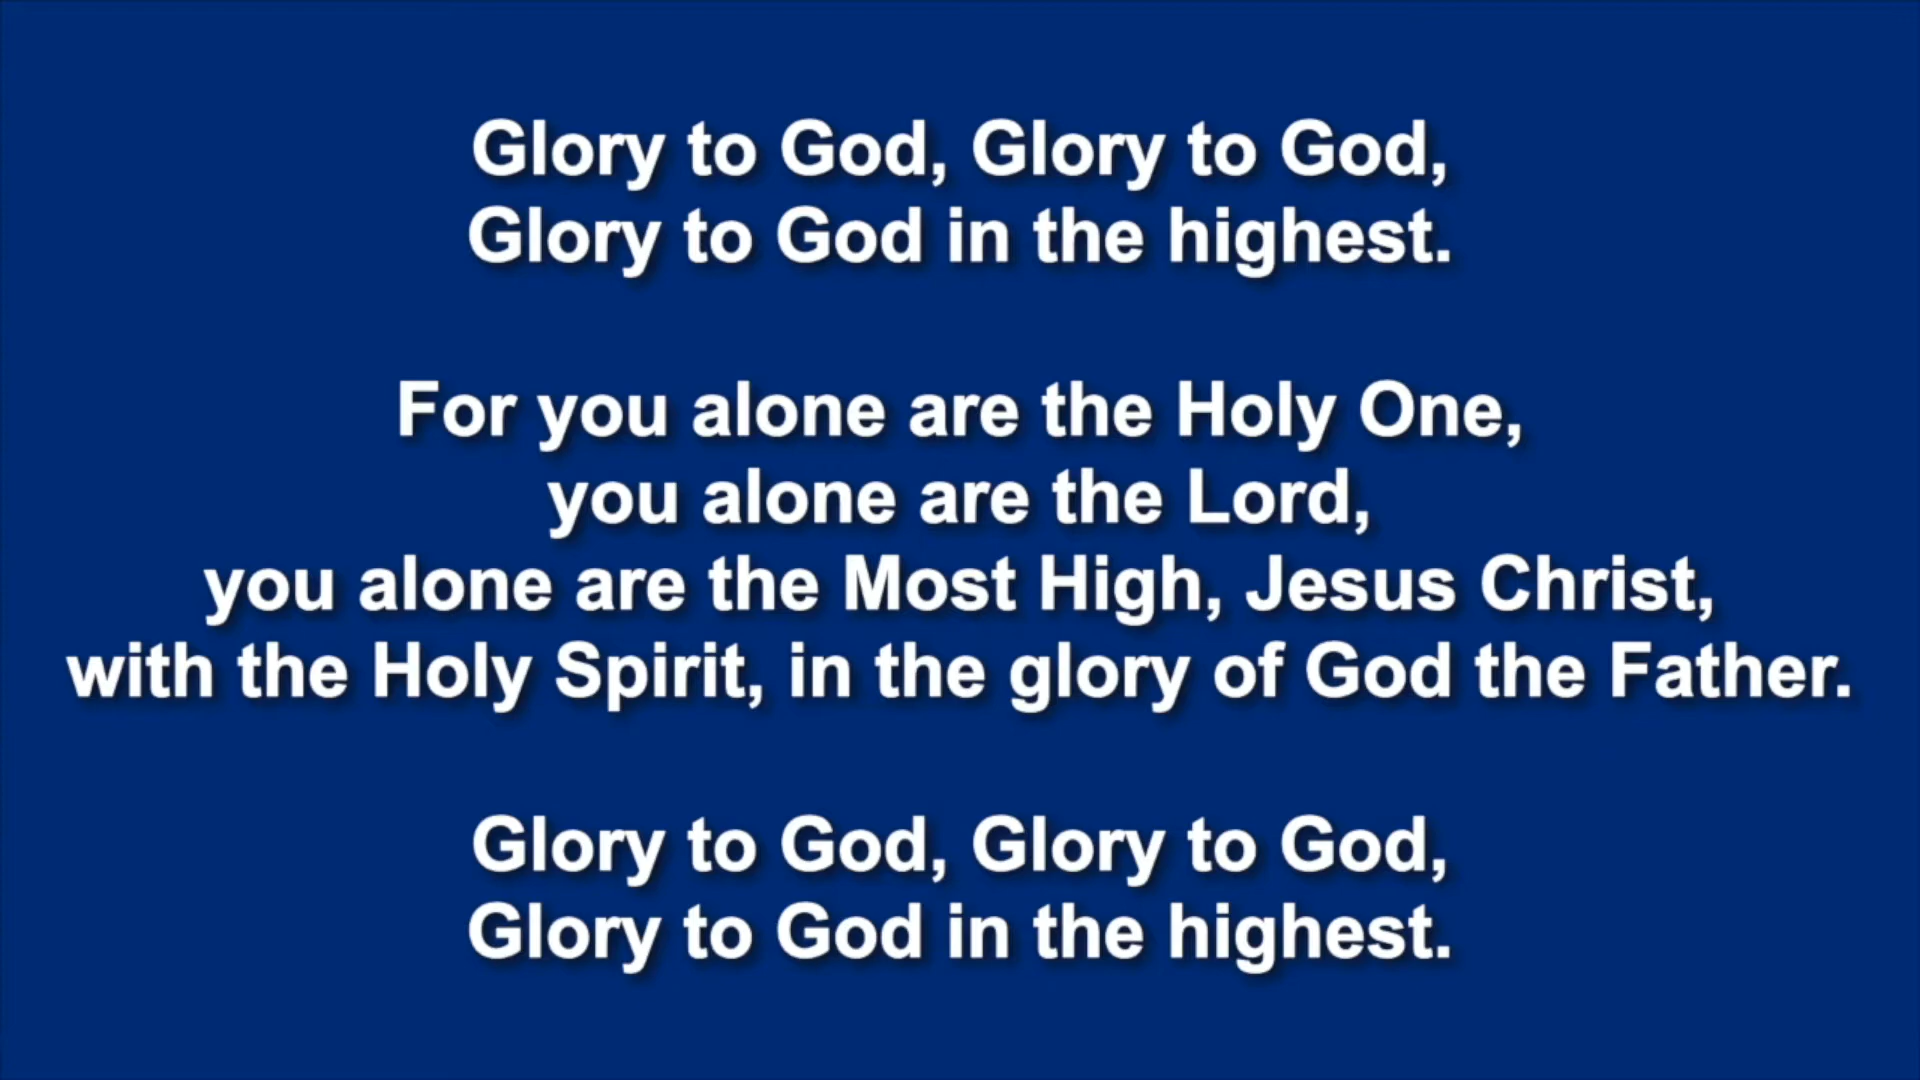 Glory to God, Glory to God,
Glory to God in the highest.
For you alone are the Holy One,
you alone are the Lord,
you alone are the Most High, Jesus Christ,
with the Holy Spirit, in the glory of God the Father.
Glory to God, Glory to God,
Glory to God in the highest.